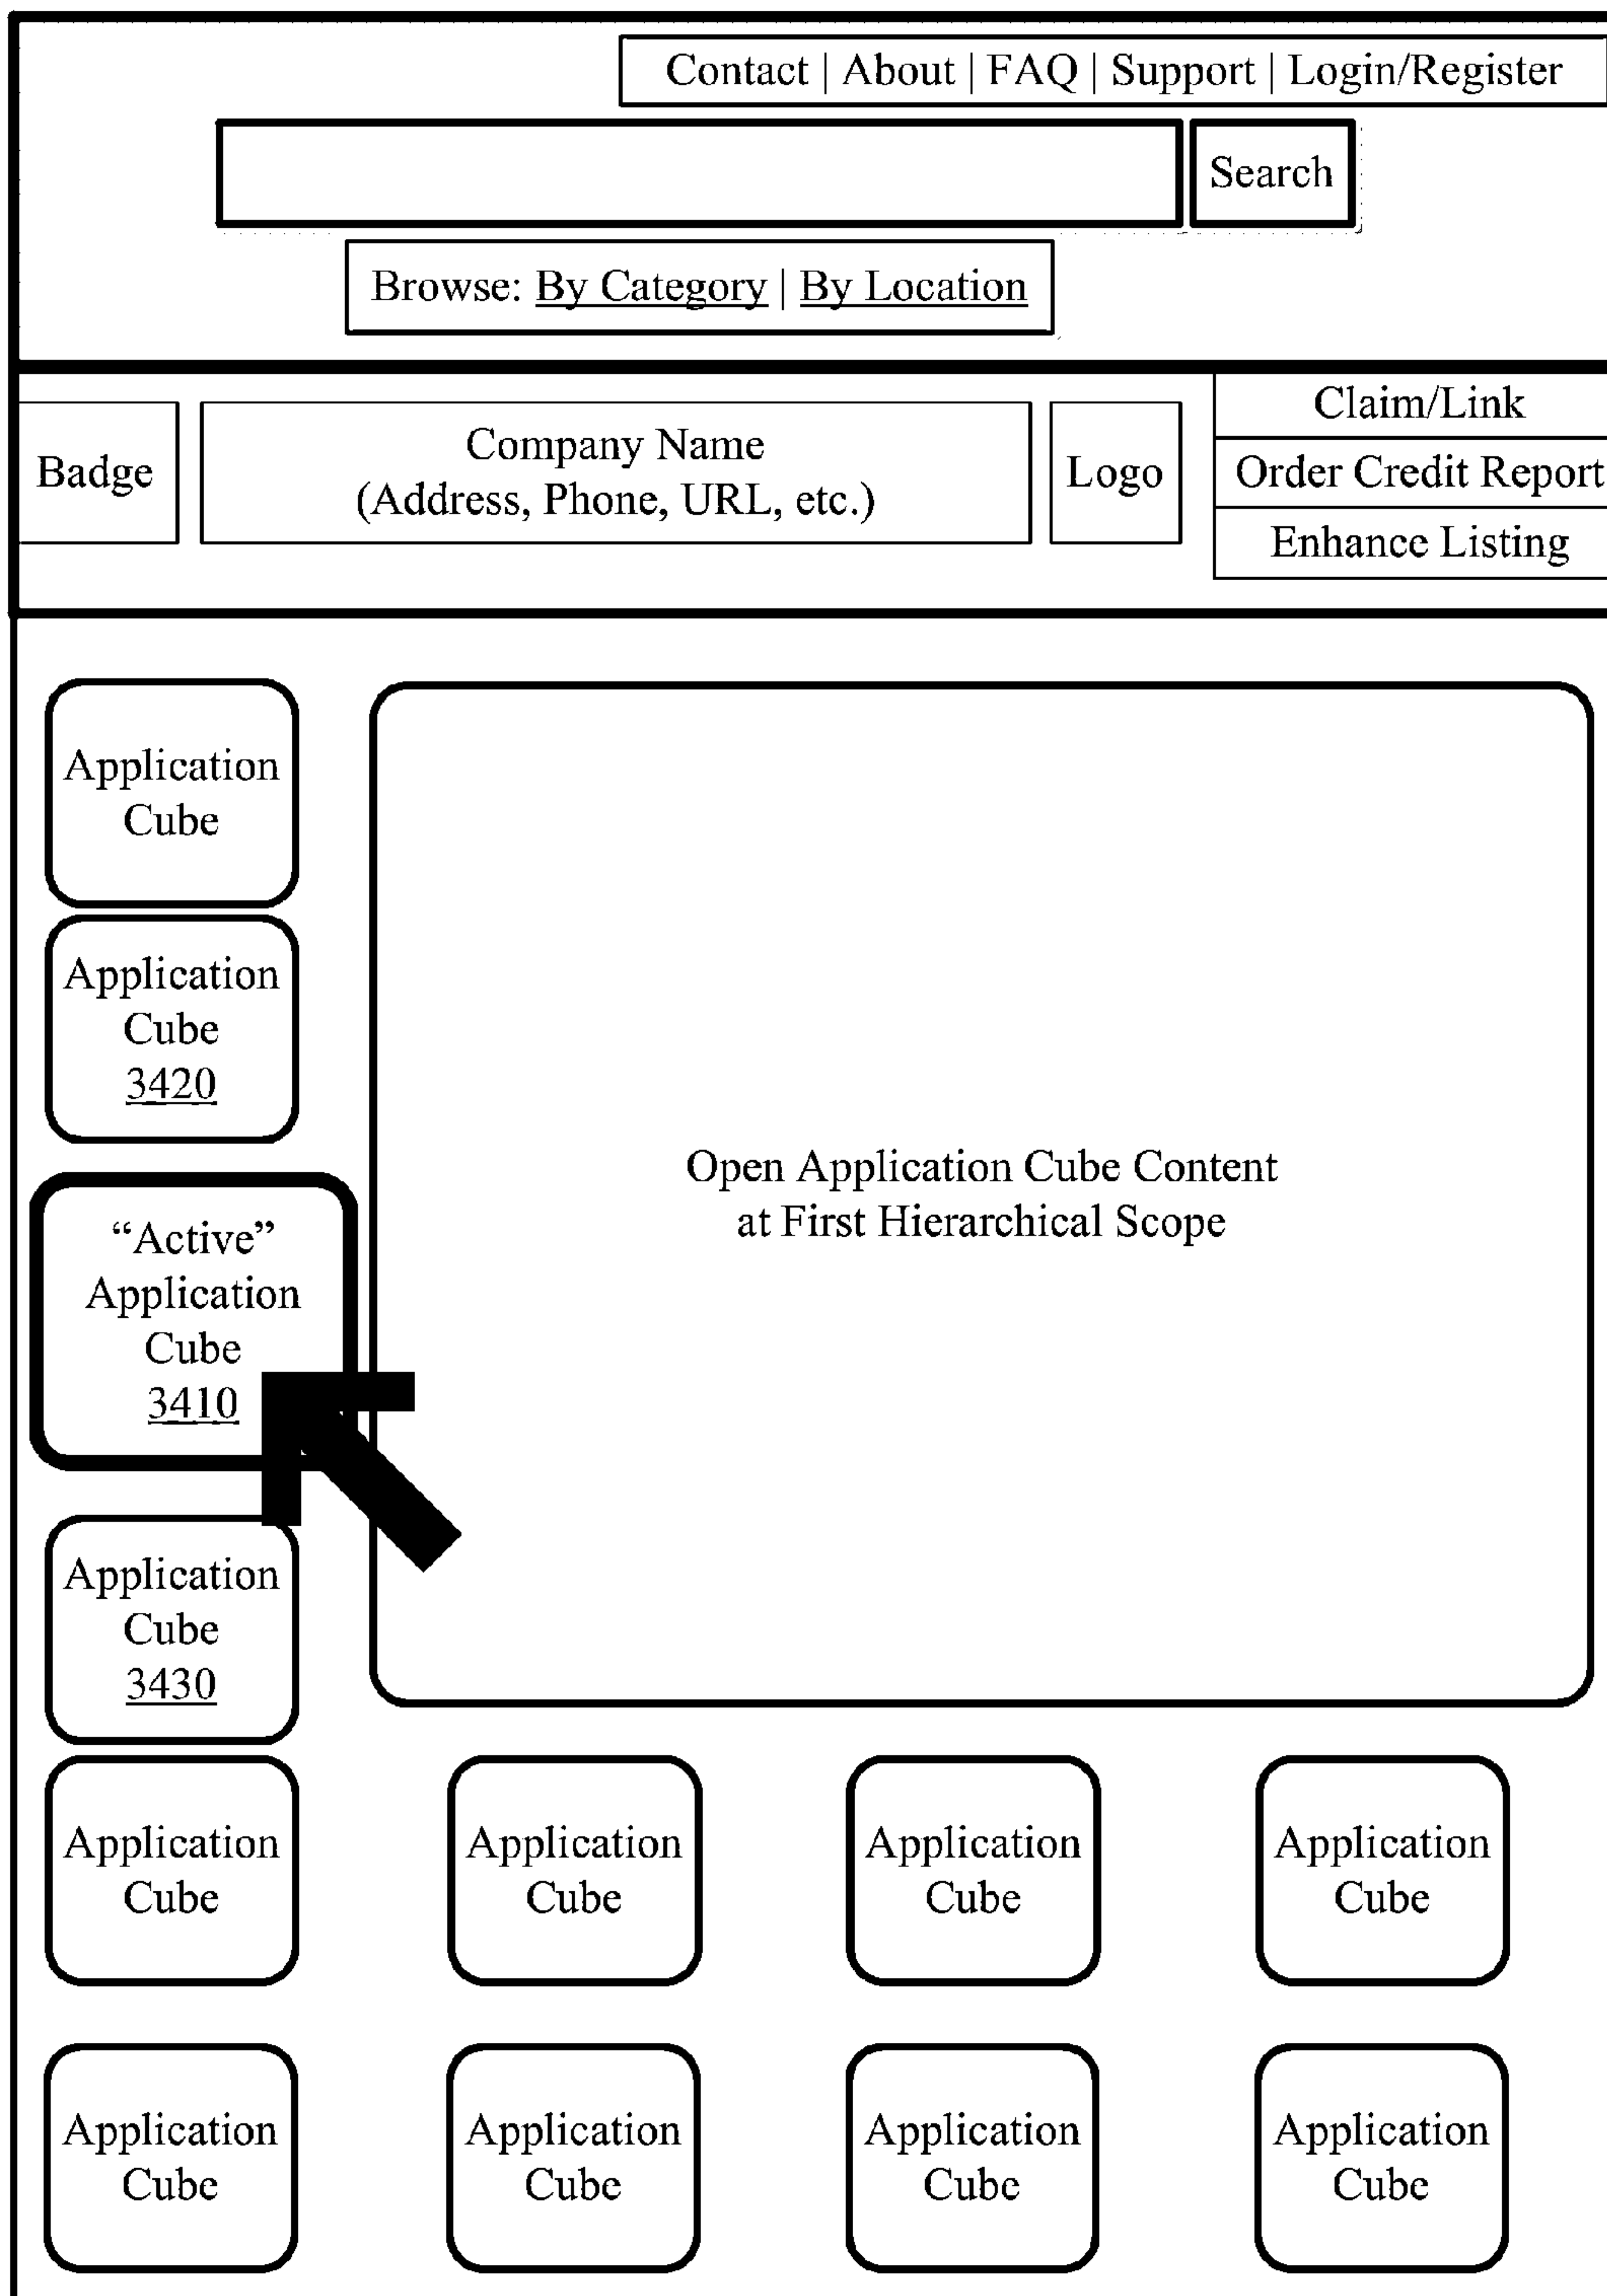 Contact | About | FAQ | Support | Login/Register
Search
Browse: By Category | By Location
Badge
Company Name
(Address, Phone, URL, etc.)
Logo
Claim/Link
Order Credit Report
Enhance Listing
Application
Cube
Application
Cube
3420
“Active”
Application
Cube
3410
Open Application Cube Content
at First Hierarchical Scope
Application
Cube
3430
Application
Cube
Application
Cube
Application
Cube
Application
Cube
Application
Cube
Application
Cube
Application
Cube
Application
Cube